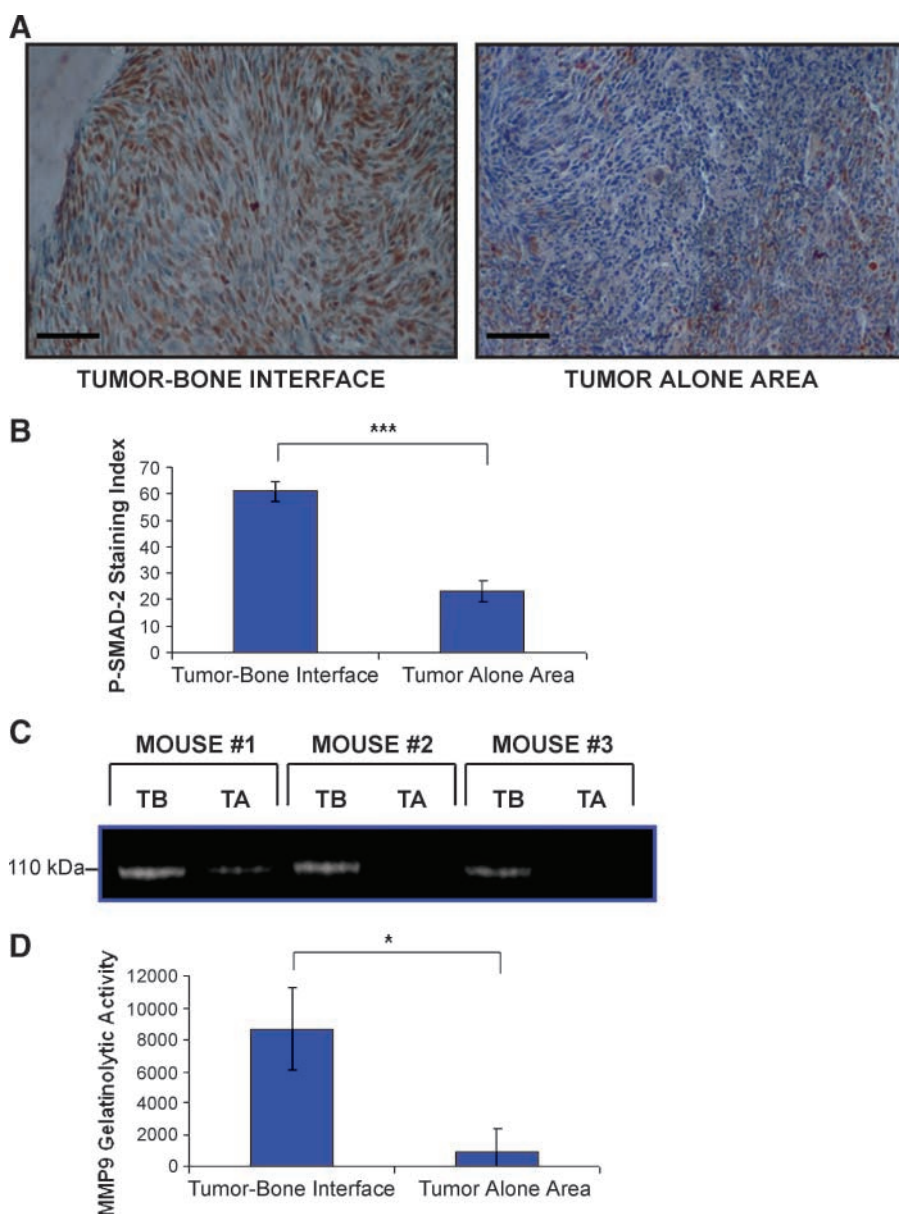 A
TUMOR-BONE INTERFACE
TUMOR ALONE AREA
B
***
P-SMAD-2 Staining Index
70
60
50
40
30
20
10
0
Tumor-Bone Interface
Tumor Alone Area
C
MOUSE #1
MOUSE #2
MOUSE #3
TB
TA
TB
TA
TB
TA
110 kDa
D
*
MMP9 Gelatinolytic Activity
12000
10000
8000
6000
4000
2000
0
Tumor-Bone Interface
Tumor Alone Area